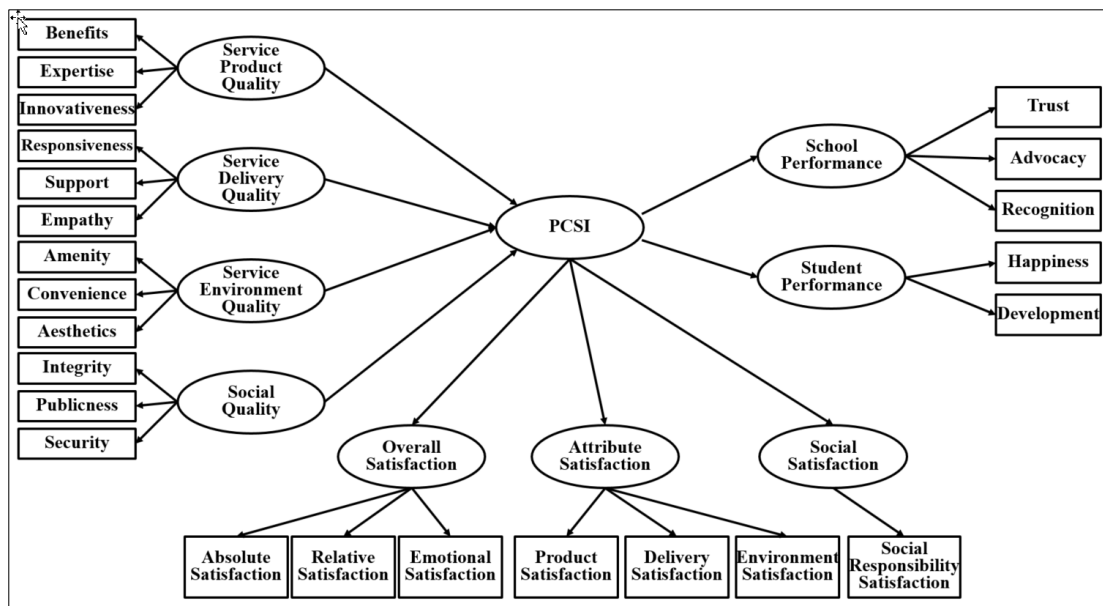 Benefits
Expertise
Innovativeness
Responsiveness
Support
Empathy
Amenity
Convenience
Aesthetics
Integrity
Publicness
Security
Service
Product
Quality
Service
Delivery
Quality
Service
Environment
Quality
Social
Quality
PCSI
School
Performance
Student
Performance
Trust
Advocacy
Recognition
Happiness
Development
Overall
Satisfaction
Attribute
Satisfaction
Social
Satisfaction
Absolute
Satisfaction
Relative
Satisfaction
Emotional
Satisfaction
Product
Satisfaction
Delivery
Satisfaction
Environment
Satisfaction
Social
Responsibility
Satisfaction